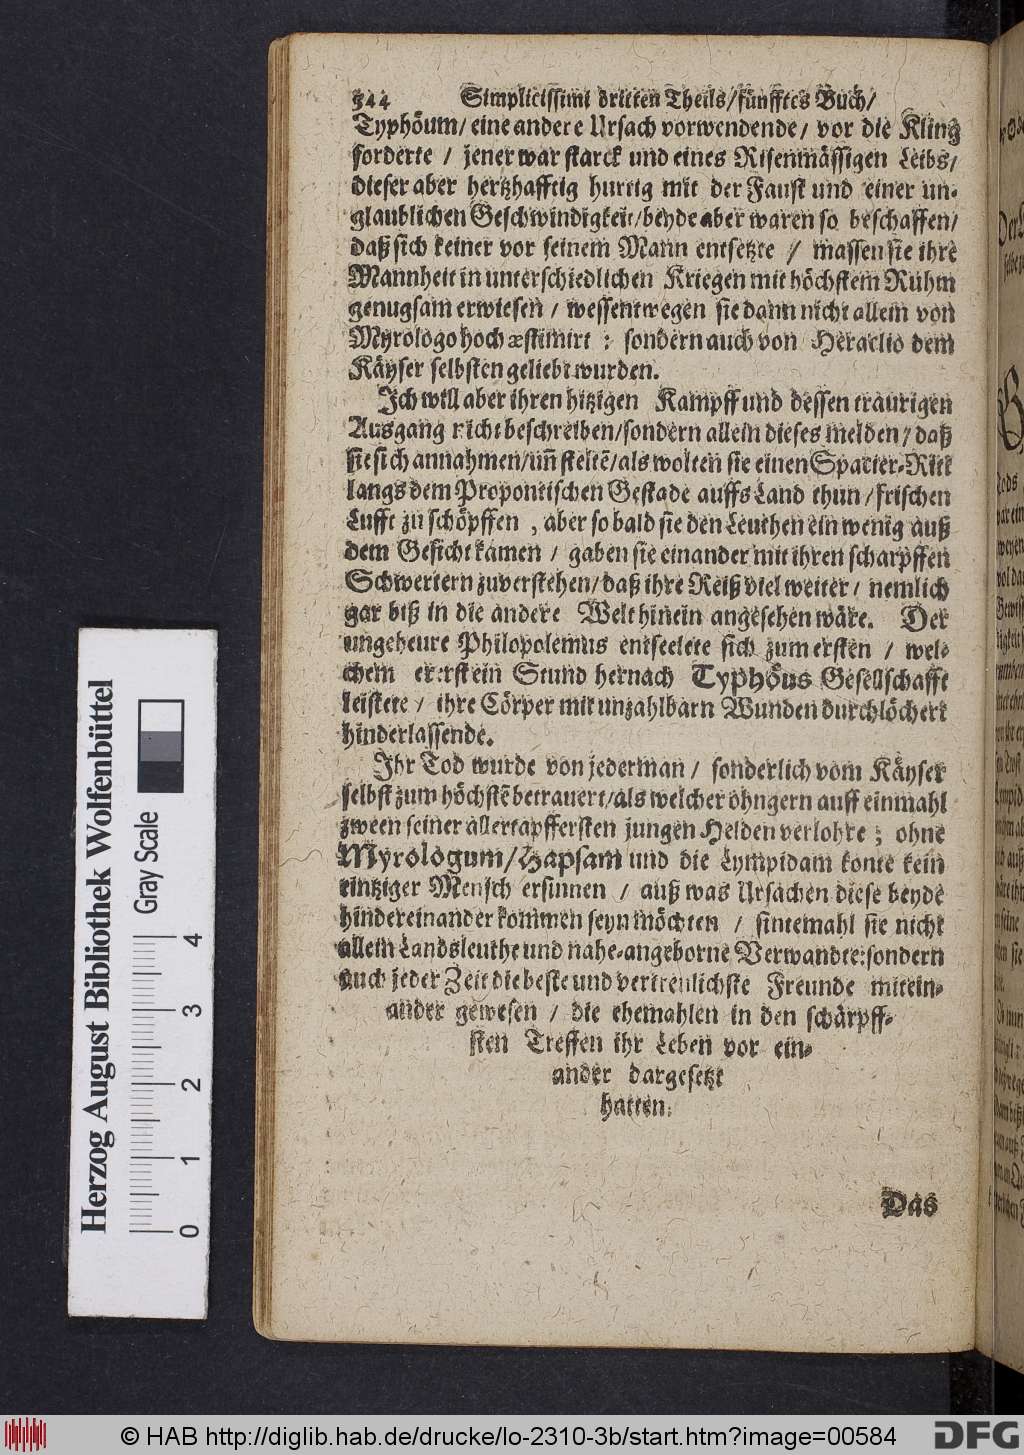 544 Simplicissimi dritten Theils/fünfftes Buch/
Typhöum/ eine andere Ursach vorwendende/ vor die Kling
forderte / jener war starck und eines Risenmässigen Leibs/
dieser aber hertzhafftig hurtig mit der Faust und einer un-
glaublichen Geschwindigkeit/beyde aber waren so beschaffen/
daß sich keiner vor seinem Mann entsetzte / massen sie ihre
Mannheit in unterschiedlichen Kriegen mit höchstem Ruhm
genugsam erwiesen / wessentwegen sie dann nicht allein von
Myrologo hoch æstimirt : sondern auch von Heraclio dem
Käyser selbsten geliebt wurden.
Ich will aber ihren hitzigen Kampff und dessen traurigen
Ausgang nicht beschreiben/sondern allein dieses melden/ daß
sie sich annahmen/uñ steltẽ/als wolten sie einen Spatier-Ritt
langs dem Propontischen Gestade auffs Land thun/frischen
Lufft zu schöpffen , aber so bald sie den Leuthen ein wenig auß
dem Gesicht kamen / gaben sie einander mit ihren scharpffen
Schwertern zuverstehen/ daß ihre Reiß viel weiter/ nemlich
gar biß in die andere Welt hinein angesehen wäre. Der
ungeheure Philopolemus entseelete sich zum ersten / wel-
chem er erst ein Stund hernach Typhöus Gesellschafft
leistete / ihre Cörper mit unzahlbarn Wunden durchlöchert
hinderlassende.
Ihr Tod wurde von jederman / sonderlich vom Käyser
selbst zum höchstẽ betrauert/als welcher ohngern auff einmahl
zween seiner allertapffersten jungen Helden verlohre ; ohne
Myrologum/Hapsam und die Lympidam konte kein
eintziger Mensch ersinnen / auß was Ursachen diese beyde
hindereinander kommen seyn möchten / sintemahl sie nicht
allein Landsleuthe und nahe-angeborne Verwandte: sondern
auch jeder Zeit die beste und vertreulichste Freunde mitein-
ander gewesen / die ehemahlen in den schärpff-
sten Treffen ihr Leben vor ein-
ander dargesetzt
hatten.
Das
Herzog August Bibliothek Wolfenbüttel
Gray Scale
0 1 2 3 4
© HAB http://diglib.hab.de/drucke/lo-2310-3b/start.htm?image=00584
DFG